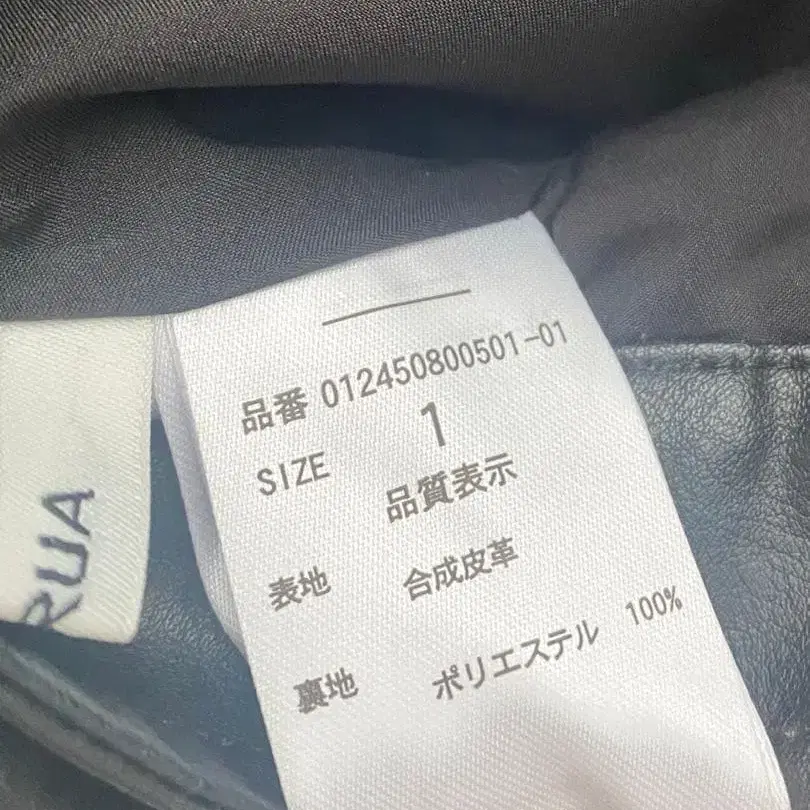 品番 012450800501-01
SIZE 1
品質表示
表地 合成皮革
裏地 ポリエステル 100%
RUA